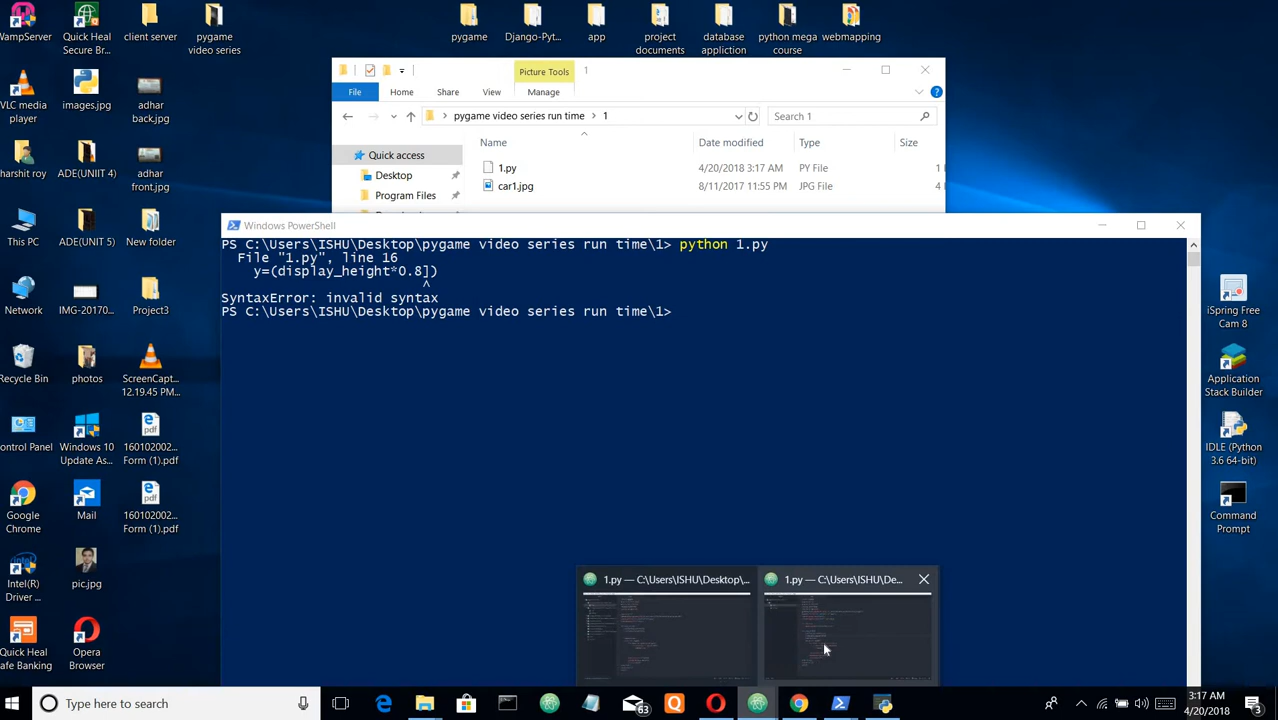 WampServer
Quick Heal Secure Br...
client server
pygame video series
pygame
Django-Pyt...
app
project documents
database appliction
python mega course
webmapping
VLC media player
images.jpg
adhar back.jpg
harshit roy
ADE(UNIT 4)
adhar front.jpg
This PC
ADE(UNIT 5)
New folder
Network
IMG-20170...
Project3
Recycle Bin
photos
ScreenCapt... 12.19.45 PM...
ontrol Panel
Windows 10 Update As...
160102002... Form (1).pdf
Google Chrome
Mail
160102002... Form (1).pdf
Intel(R) Driver ...
pic.jpg
Quick Heal
afe Banking
Opera Browser
iSpring Free Cam 8
Application Stack Builder
IDLE (Python 3.6 64-bit)
Command Prompt
Picture Tools
1
File Home Share View Manage
pygame video series run time > 1
Search 1
Name Date modified Type Size
Quick access
1.py 4/20/2018 3:17 AM PY File 1
Desktop
car1.jpg 8/11/2017 11:55 PM JPG File 4
Program Files
Windows PowerShell
PS C:\Users\ISHU\Desktop\pygame video series run time\1> python 1.py
File "1.py", line 16
y=(display_height*0.8])
^
SyntaxError: invalid syntax
PS C:\Users\ISHU\Desktop\pygame video series run time\1>
1.py — C:\Users\ISHU\Desktop\...
1.py — C:\Users\ISHU\De...
Type here to search
63
3:17 AM
4/20/2018
3